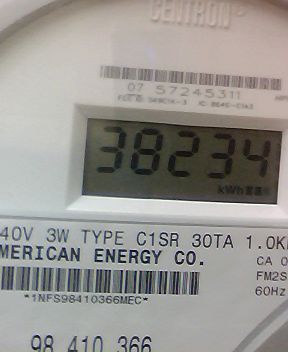 CENTRON®
07 57245311
38234
kWh
40V 3W TYPE C1SR 30TA 1.0K
MERICAN ENERGY CO.
CA 0
FM2S
*1NFS98410366MEC*
60Hz
98 410 366